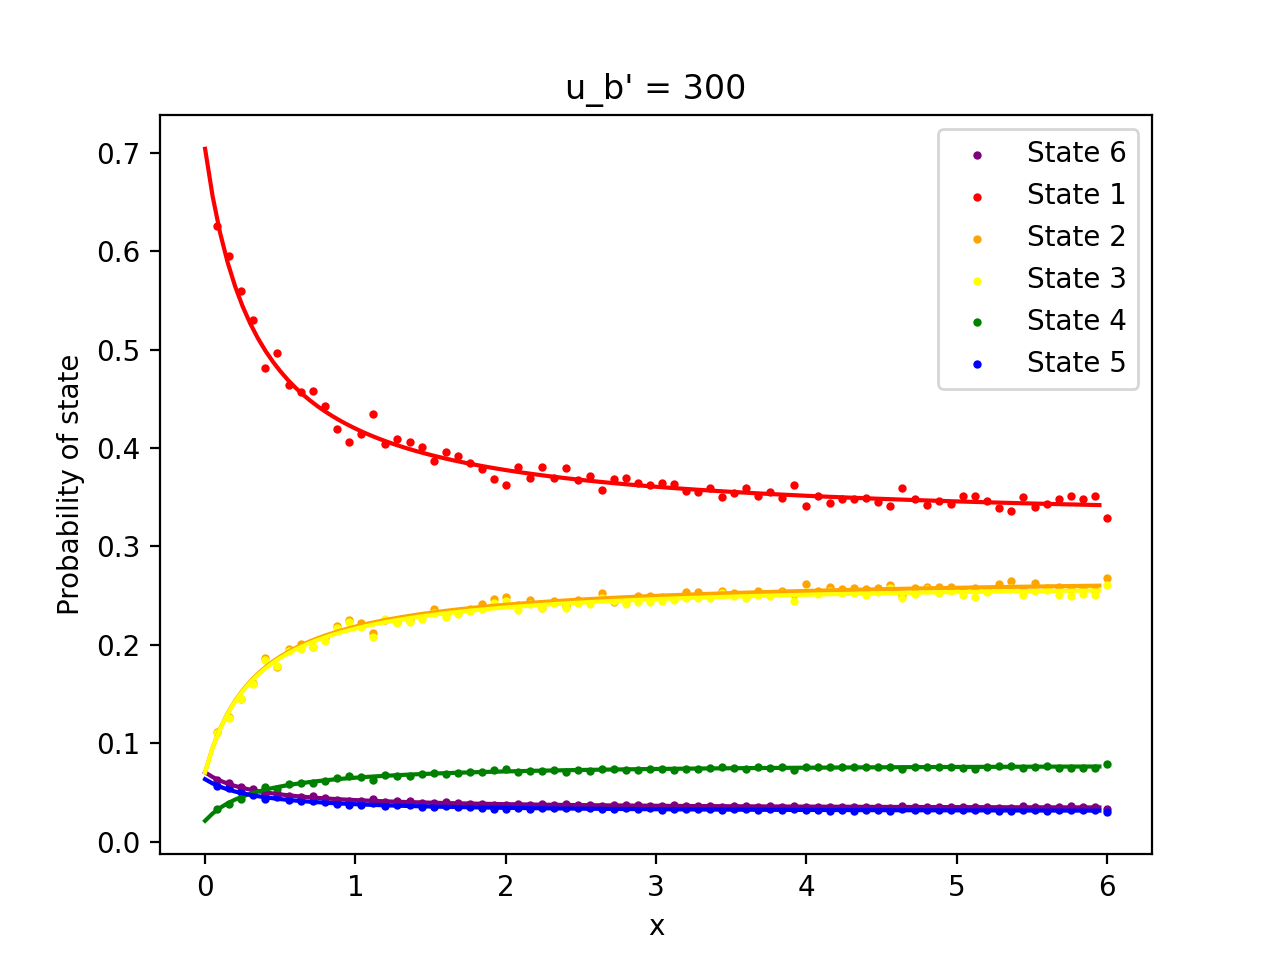 u_b' = 300
Probability of state
0.7
0.6
0.5
0.4
0.3
0.2
0.1
0.0
State 6
State 1
State 2
State 3
State 4
State 5
0 1 2 3 4 5 6
x